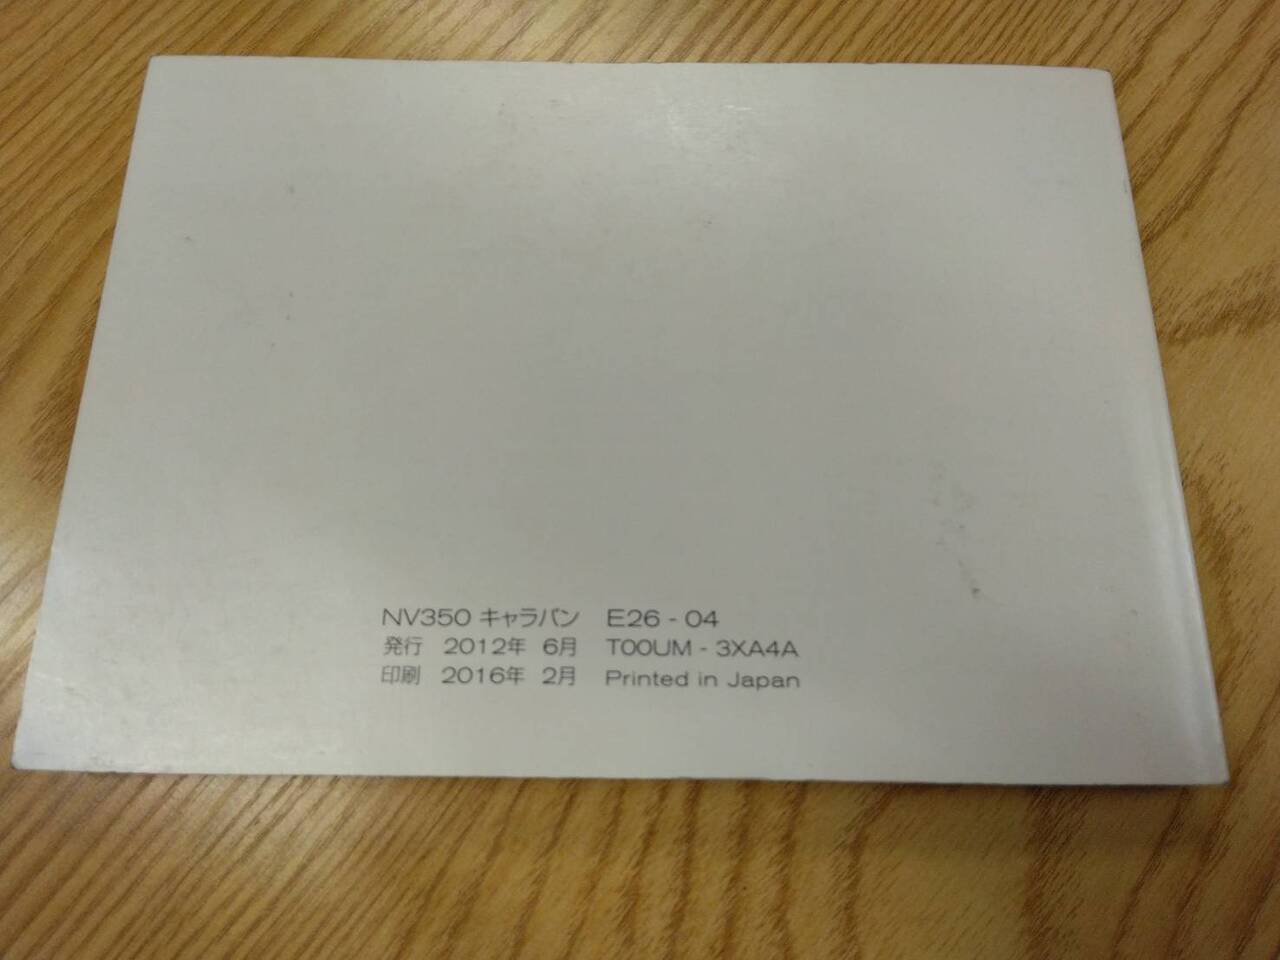 NV350 キャラバン E26 - 04
発行 2012年 6月 T00UM - 3XA4A
印刷 2016年 2月 Printed in Japan